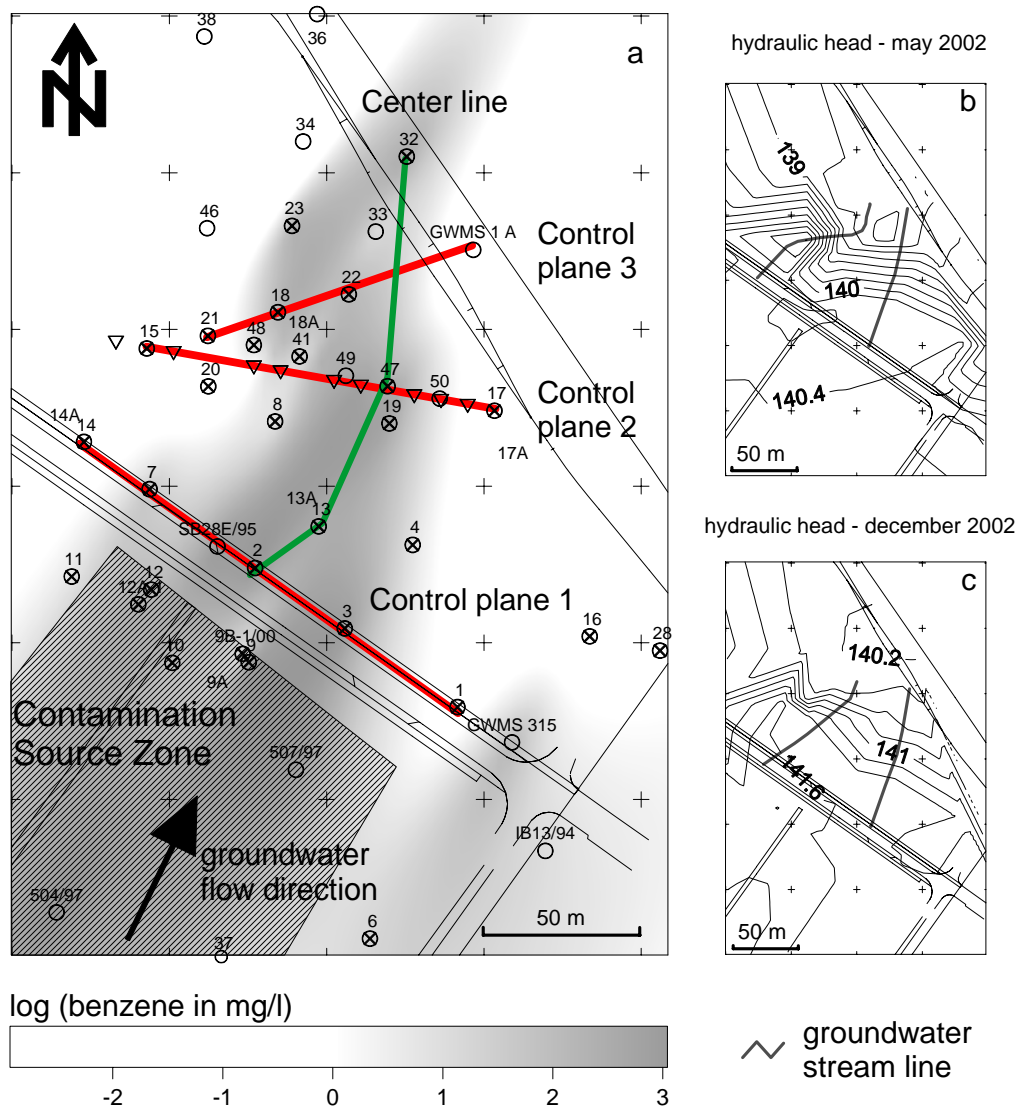 38
36
a
N
Center line
34
32
46
23
33
GWMS 1 A
Control
plane 3
22
18
18A
21
48
15
41
49
47
20
50
17
Control
plane 2
8
19
17A
14A
14
7
13A
13
SB28E/95
4
2
11
12
12A
Control plane 1
3
16
28
9B-1/00
10
9
9A
1
GWMS 315
Contamination
Source Zone
507/97
IB13/94
groundwater
flow direction
504/97
6
37
50 m
log (benzene in mg/l)
-2
-1
0
1
2
3
hydraulic head - may 2002
b
139
140
140.4
50 m
hydraulic head - december 2002
c
140.2
141
141.6
50 m
groundwater
stream line